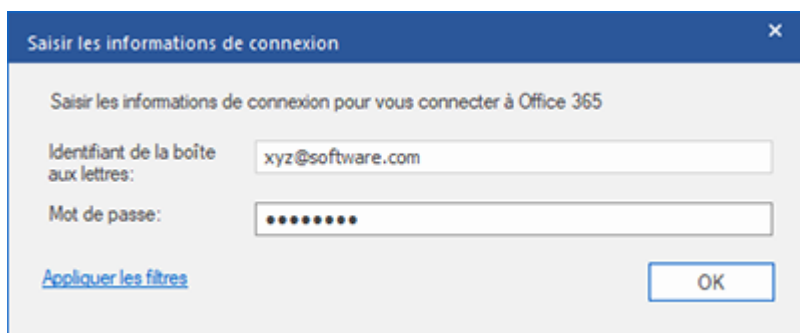 Saisir les informations de connexion
Saisir les informations de connexion pour vous connecter à Office 365
Identifiant de la boîte
aux lettres:
xyz@software.com
Mot de passe:
••••••••
Appliquer les filtres
OK